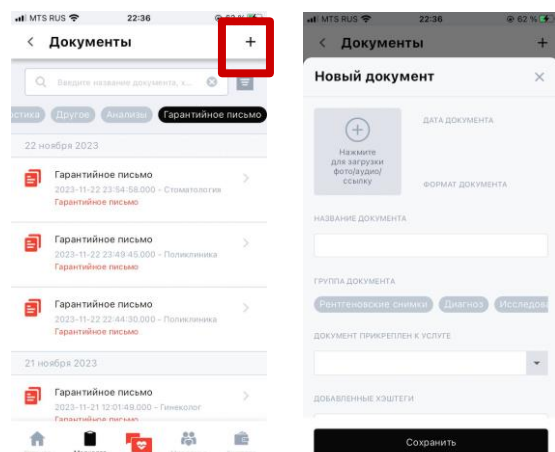 MTS RUS 22:36 62 %
Документы +
Введите название документа, х...
стика Другое Анализы Гарантийное письмо
22 ноября 2023
Гарантийное письмо
2023-11-22 23:54:58.000 - Стоматология
Гарантийное письмо
Гарантийное письмо
2023-11-22 23:49:45.000 - Поликлиника
Гарантийное письмо
Гарантийное письмо
2023-11-22 22:44:30.000 - Поликлиника
Гарантийное письмо
21 ноября 2023
Гарантийное письмо
2023-11-21 12:01:49.000 - Гинеколог
Гарантийное письмо
MTS RUS 22:36 62 %
Документы +
Новый документ
Нажмите
для загрузки
фото/аудио/
ссылку
ДАТА ДОКУМЕНТА
ФОРМАТ ДОКУМЕНТА
НАЗВАНИЕ ДОКУМЕНТА
ГРУППА ДОКУМЕНТА
Рентгеновские снимки Диагноз Исследова
ДОКУМЕНТ ПРИКРЕПЛЕН К УСЛУГЕ
ДОБАВЛЕННЫЕ ХЭШТЕГИ
Сохранить